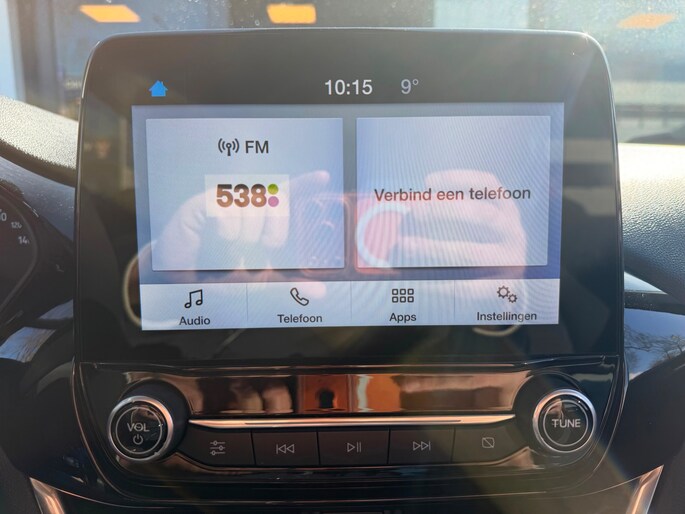 10:15 9°
FM
538
Verbind een telefoon
Audio Telefoon Apps Instellingen
VOL
TUNE